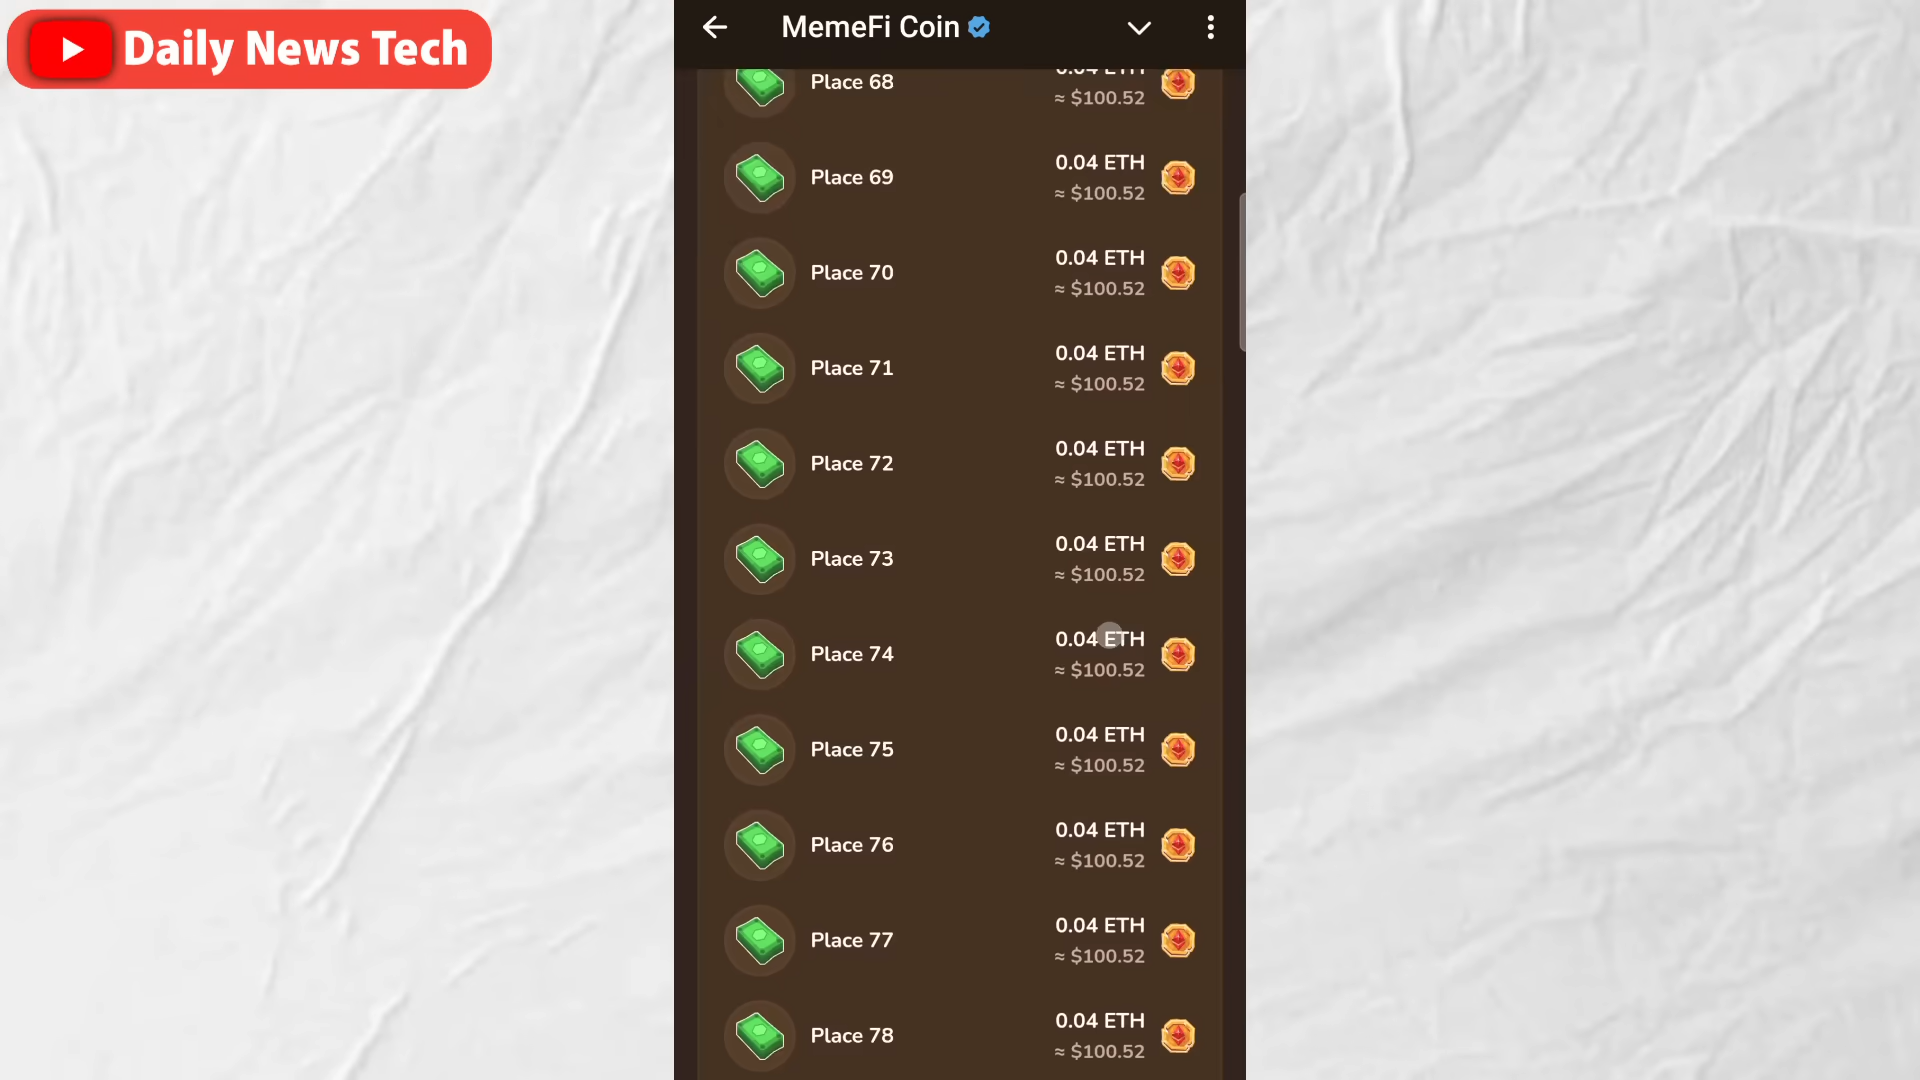 Daily News Tech
MemeFi Coin
Place 68
0.04 ETH
≈ $100.52
Place 69
0.04 ETH
≈ $100.52
Place 70
0.04 ETH
≈ $100.52
Place 71
0.04 ETH
≈ $100.52
Place 72
0.04 ETH
≈ $100.52
Place 73
0.04 ETH
≈ $100.52
Place 74
0.04 ETH
≈ $100.52
Place 75
0.04 ETH
≈ $100.52
Place 76
0.04 ETH
≈ $100.52
Place 77
0.04 ETH
≈ $100.52
Place 78
0.04 ETH
≈ $100.52